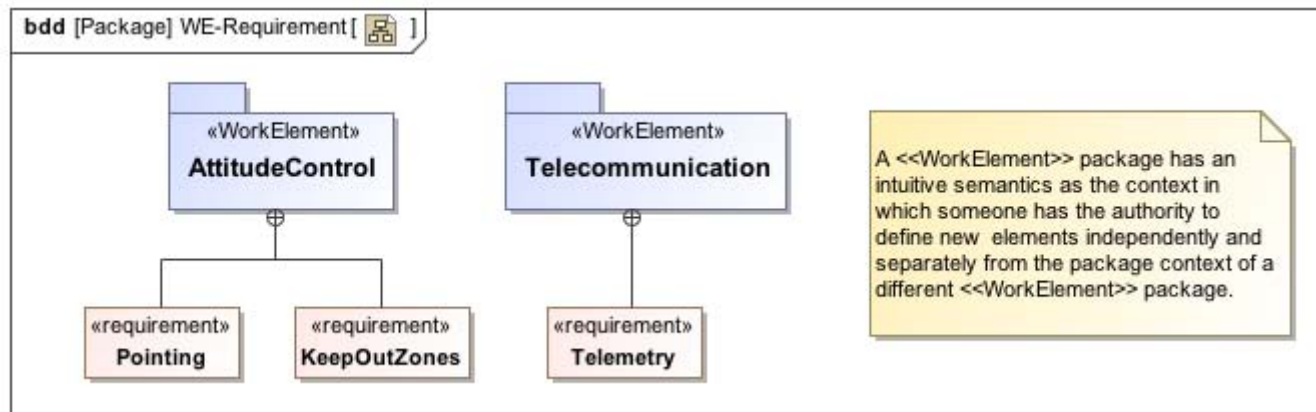 bdd [Package] WE-Requirement [ ]
«WorkElement»
AttitudeControl
«WorkElement»
Telecommunication
A <<WorkElement>> package has an
intuitive semantics as the context in
which someone has the authority to
define new elements independently and
separately from the package context of a
different <<WorkElement>> package.
«requirement»
Pointing
«requirement»
KeepOutZones
«requirement»
Telemetry